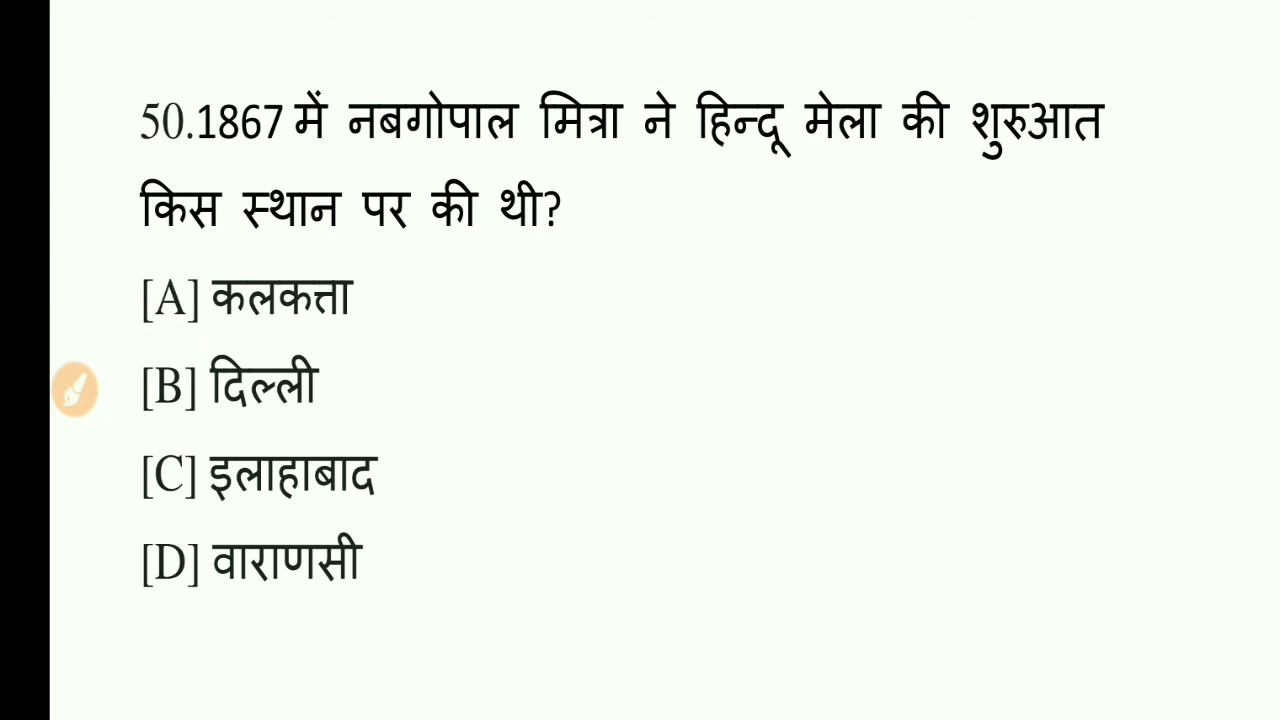 50.1867 में नबगोपाल मित्रा ने हिन्दू मेला की शुरुआत
किस स्थान पर की थी?
[A] कलकत्ता
[B] दिल्ली
[C] इलाहाबाद
[D] वाराणसी